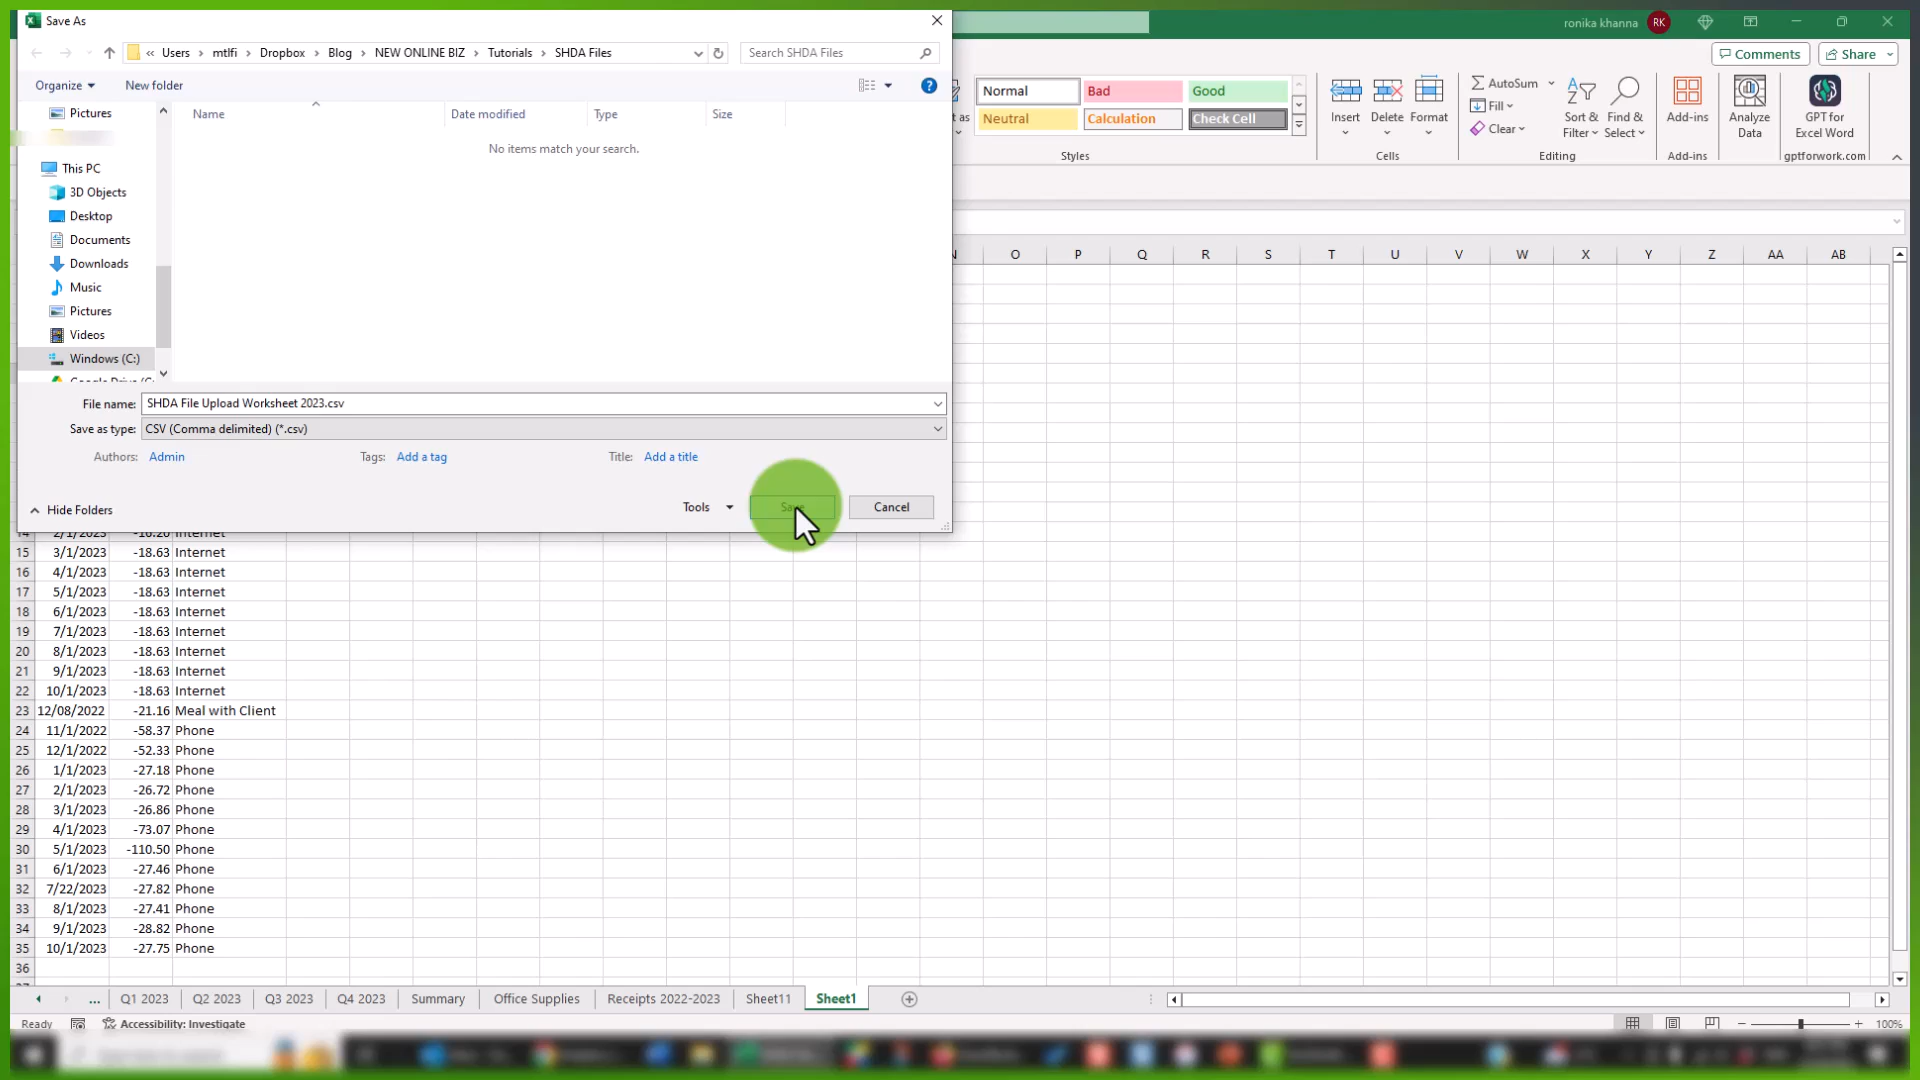 Save As
ronika khanna RK
« Users > mtlfi > Dropbox > Blog > NEW ONLINE BIZ > Tutorials > SHDA Files
Search SHDA Files
Comments
Share
Organize
New folder
Normal
Bad
Good
Neutral
Calculation
Check Cell
Styles
Insert
Delete
Format
Cells
AutoSum
Fill
Clear
Sort & Filter
Find & Select
Editing
Add-ins
Add-ins
Analyze Data
GPT for Excel Word
gptforwork.com
Name
Date modified
Type
Size
No items match your search.
Pictures
This PC
3D Objects
Desktop
Documents
Downloads
Music
Pictures
Videos
Windows (C:)
File name: SHDA File Upload Worksheet 2023.csv
Save as type: CSV (Comma delimited) (*.csv)
Authors: Admin
Tags: Add a tag
Title: Add a title
Hide Folders
Tools
Save
Cancel
O P Q R S T U V W X Y Z AA AB
14 2/1/2023 -18.20 Internet
15 3/1/2023 -18.63 Internet
16 4/1/2023 -18.63 Internet
17 5/1/2023 -18.63 Internet
18 6/1/2023 -18.63 Internet
19 7/1/2023 -18.63 Internet
20 8/1/2023 -18.63 Internet
21 9/1/2023 -18.63 Internet
22 10/1/2023 -18.63 Internet
23 12/08/2022 -21.16 Meal with Client
24 11/1/2022 -58.37 Phone
25 12/1/2022 -52.33 Phone
26 1/1/2023 -27.18 Phone
27 2/1/2023 -26.72 Phone
28 3/1/2023 -26.86 Phone
29 4/1/2023 -73.07 Phone
30 5/1/2023 -110.50 Phone
31 6/1/2023 -27.46 Phone
32 7/22/2023 -27.82 Phone
33 8/1/2023 -27.41 Phone
34 9/1/2023 -28.82 Phone
35 10/1/2023 -27.75 Phone
36
... Q1 2023 Q2 2023 Q3 2023 Q4 2023 Summary Office Supplies Receipts 2022-2023 Sheet11 Sheet1
Ready
Accessibility: Investigate
100%